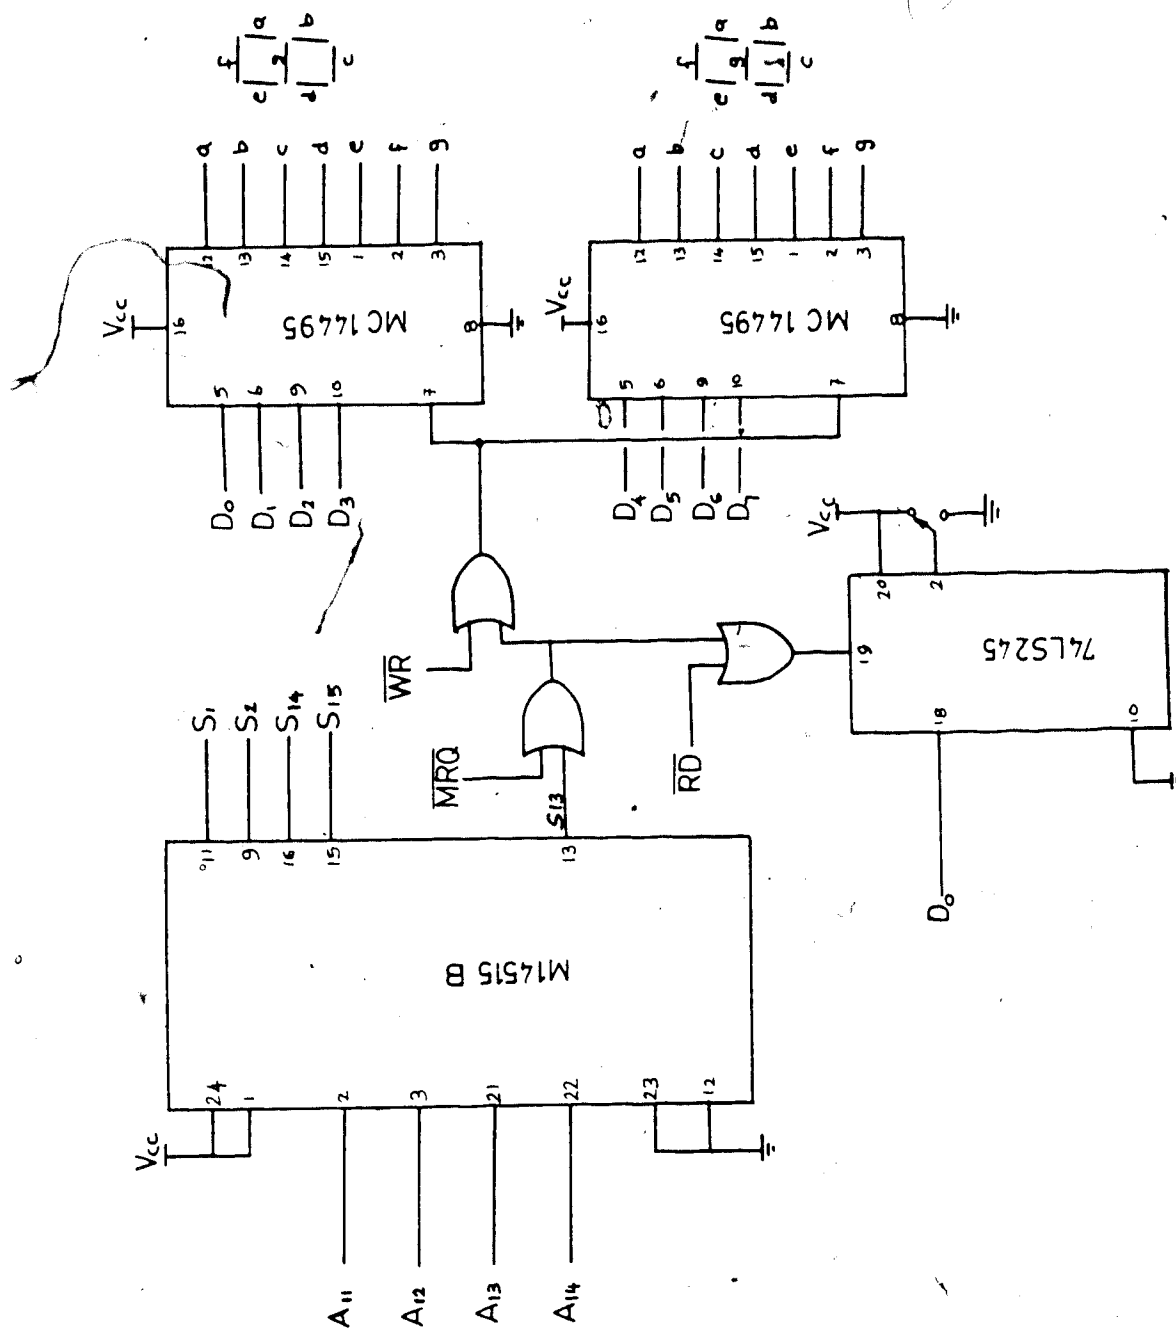 a
b
f
g
c
e
d
a
b
f
g
c
e
d
a
b
c
d
e
f
g
a
b
c
d
e
f
g
Vcc
16
12
13
14
15
1
2
3
MC 14495
8
5
6
9
10
7
Vcc
16
12
13
14
15
1
2
3
MC 14495
8
5
6
9
10
7
D0
D1
D2
D3
D4
D5
D6
D7
Vcc
20
2
74LS245
19
18
10
D0
WR
MRQ
RD
S13
S1
S2
S14
S15
11
9
16
15
13
M14515 B
24
1
2
3
21
22
23
12
Vcc
A11
A12
A13
A14